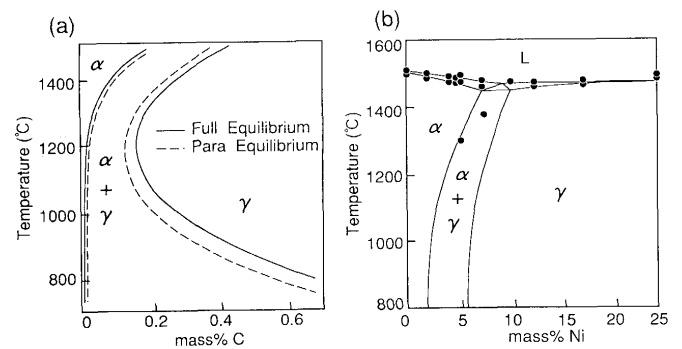 (a)
α
α
+
γ
γ
Full Equilibrium
Para Equilibrium
1400
1200
1000
800
Temperature (°C)
0
0.2
0.4
0.6
mass% C
(b)
L
α
α
+
γ
γ
1600
1400
1200
1000
800
Temperature (°C)
0
5
10
15
20
25
mass% Ni